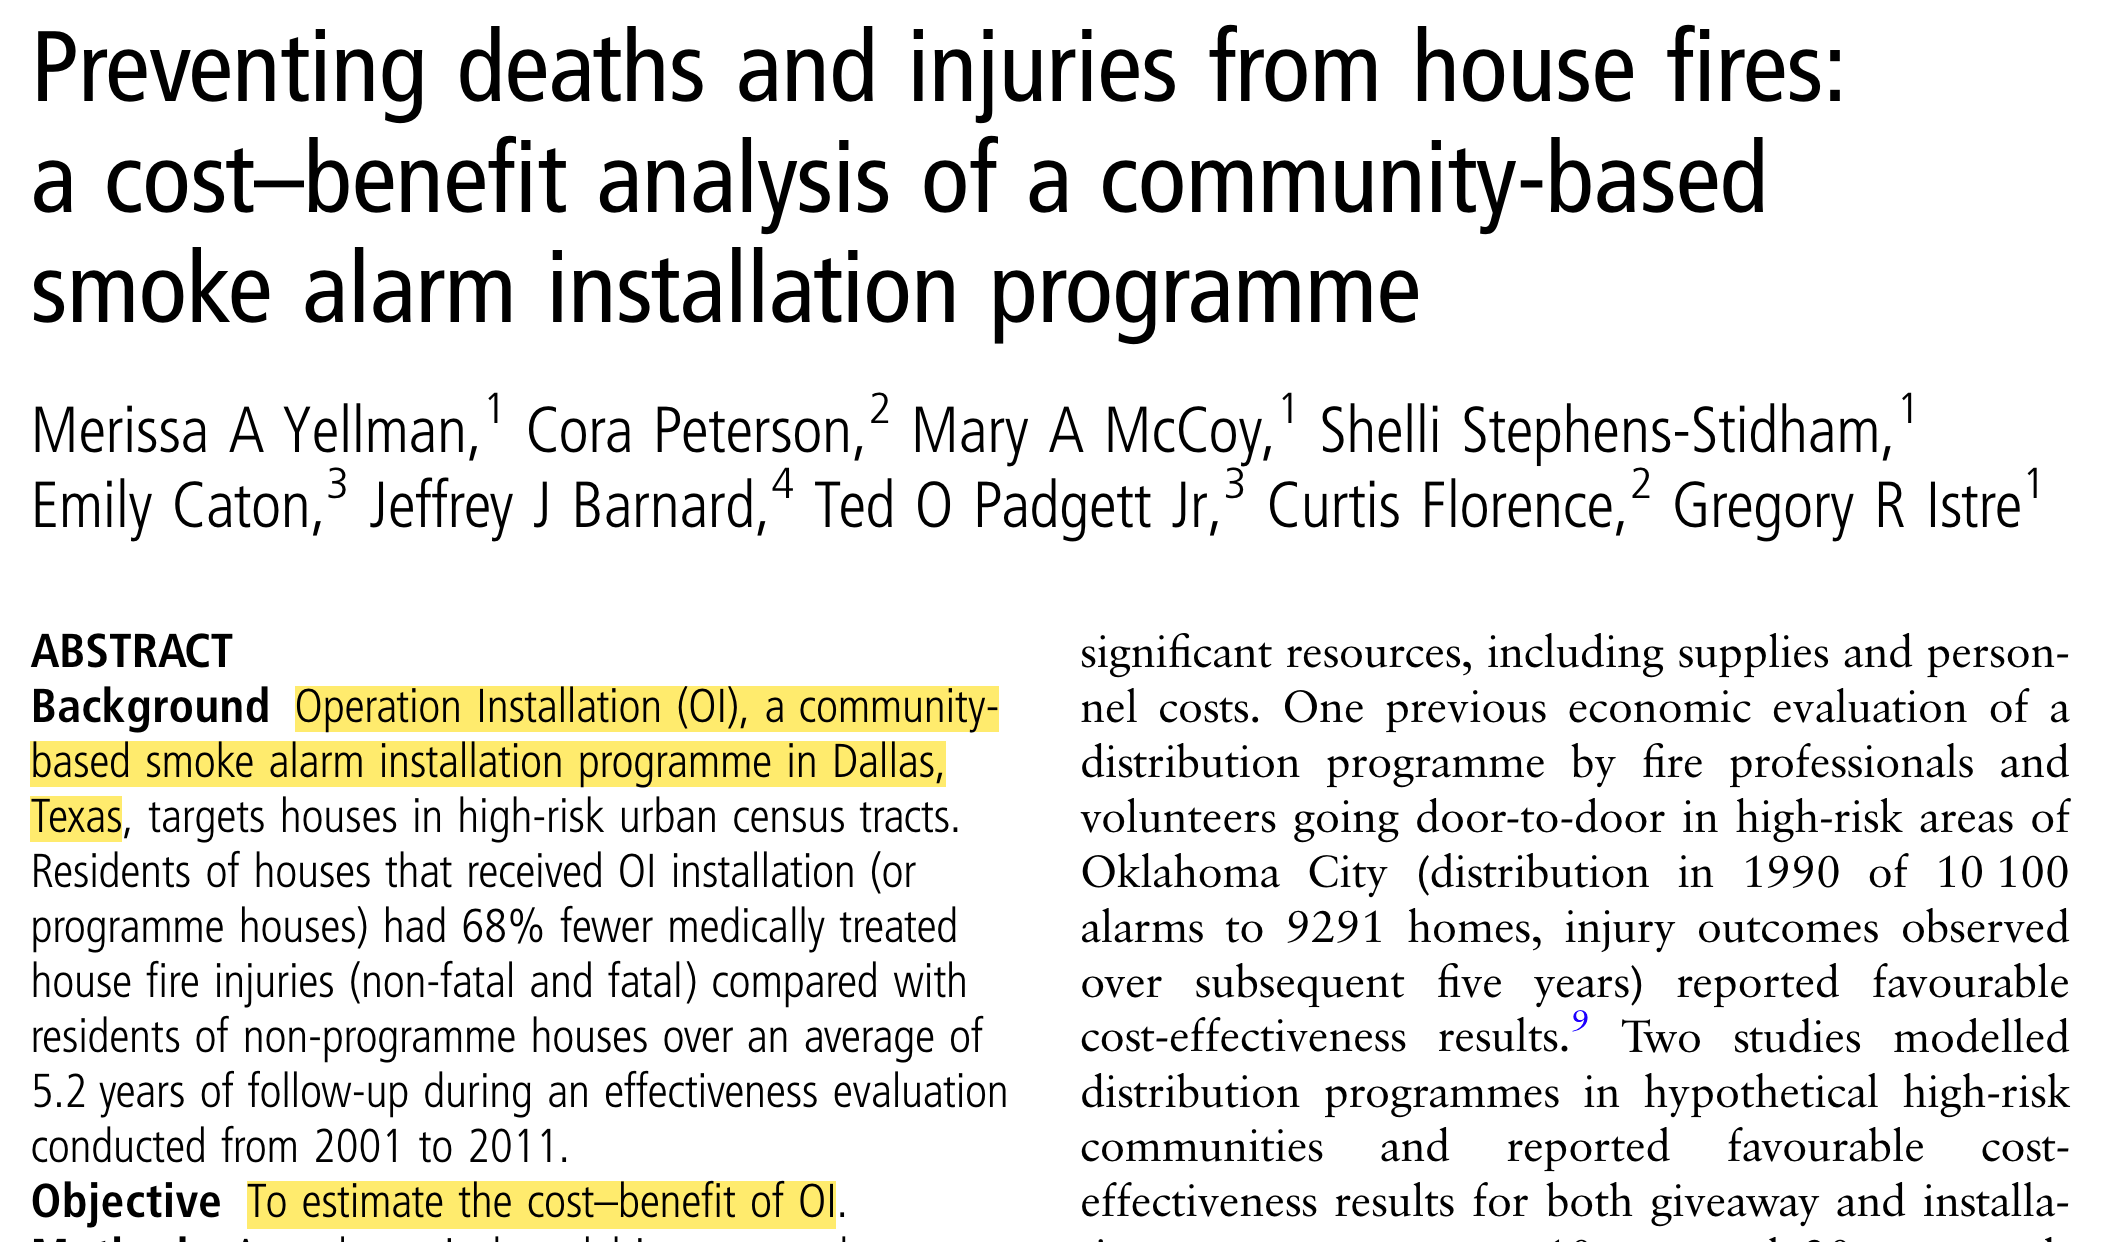 Preventing deaths and injuries from house fires:
a cost–benefit analysis of a community-based
smoke alarm installation programme
Merissa A Yellman,1 Cora Peterson,2 Mary A McCoy,1 Shelli Stephens-Stidham,1
Emily Caton,3 Jeffrey J Barnard,4 Ted O Padgett Jr,3 Curtis Florence,2 Gregory R Istre1
ABSTRACT
Background Operation Installation (OI), a community-
based smoke alarm installation programme in Dallas,
Texas, targets houses in high-risk urban census tracts.
Residents of houses that received OI installation (or
programme houses) had 68% fewer medically treated
house fire injuries (non-fatal and fatal) compared with
residents of non-programme houses over an average of
5.2 years of follow-up during an effectiveness evaluation
conducted from 2001 to 2011.
Objective To estimate the cost–benefit of OI.
significant resources, including supplies and person-
nel costs. One previous economic evaluation of a
distribution programme by fire professionals and
volunteers going door-to-door in high-risk areas of
Oklahoma City (distribution in 1990 of 10 100
alarms to 9291 homes, injury outcomes observed
over subsequent five years) reported favourable
cost-effectiveness results.9 Two studies modelled
distribution programmes in hypothetical high-risk
communities and reported favourable cost-
effectiveness results for both giveaway and installa-